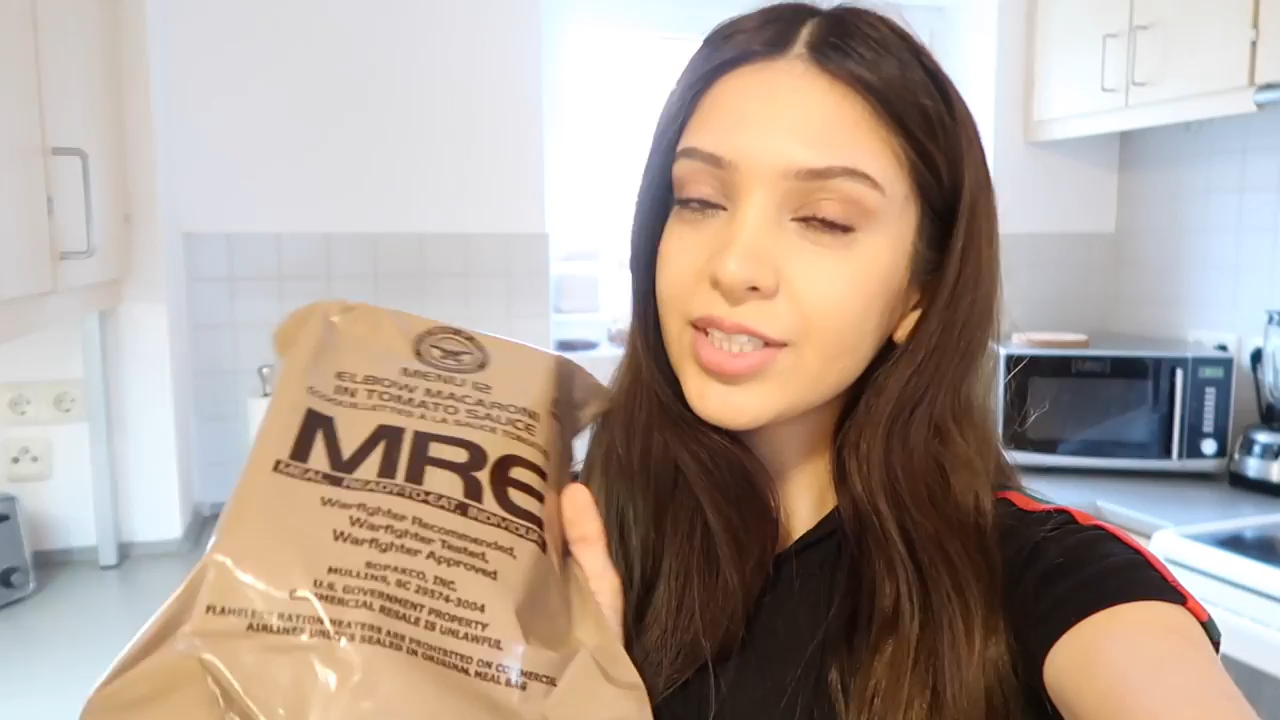 MENU 12
ELBOW MACARONI
IN TOMATO SAUCE
À LA SAUCE
MRE
MEAL, READY-TO-EAT, INDIVIDUAL
Warfighter Recommended,
Warfighter Tested,
Warfighter Approved
SOPAKCO, INC.
MULLINS, SC 29574-3004
U.S. GOVERNMENT PROPERTY
COMMERCIAL RESALE IS UNLAWFUL
FLAMELESS RATION HEATERS ARE PROHIBITED ON COMMERCIAL
AIRLINES UNLESS SEALED IN ORIGINAL MEAL BAG